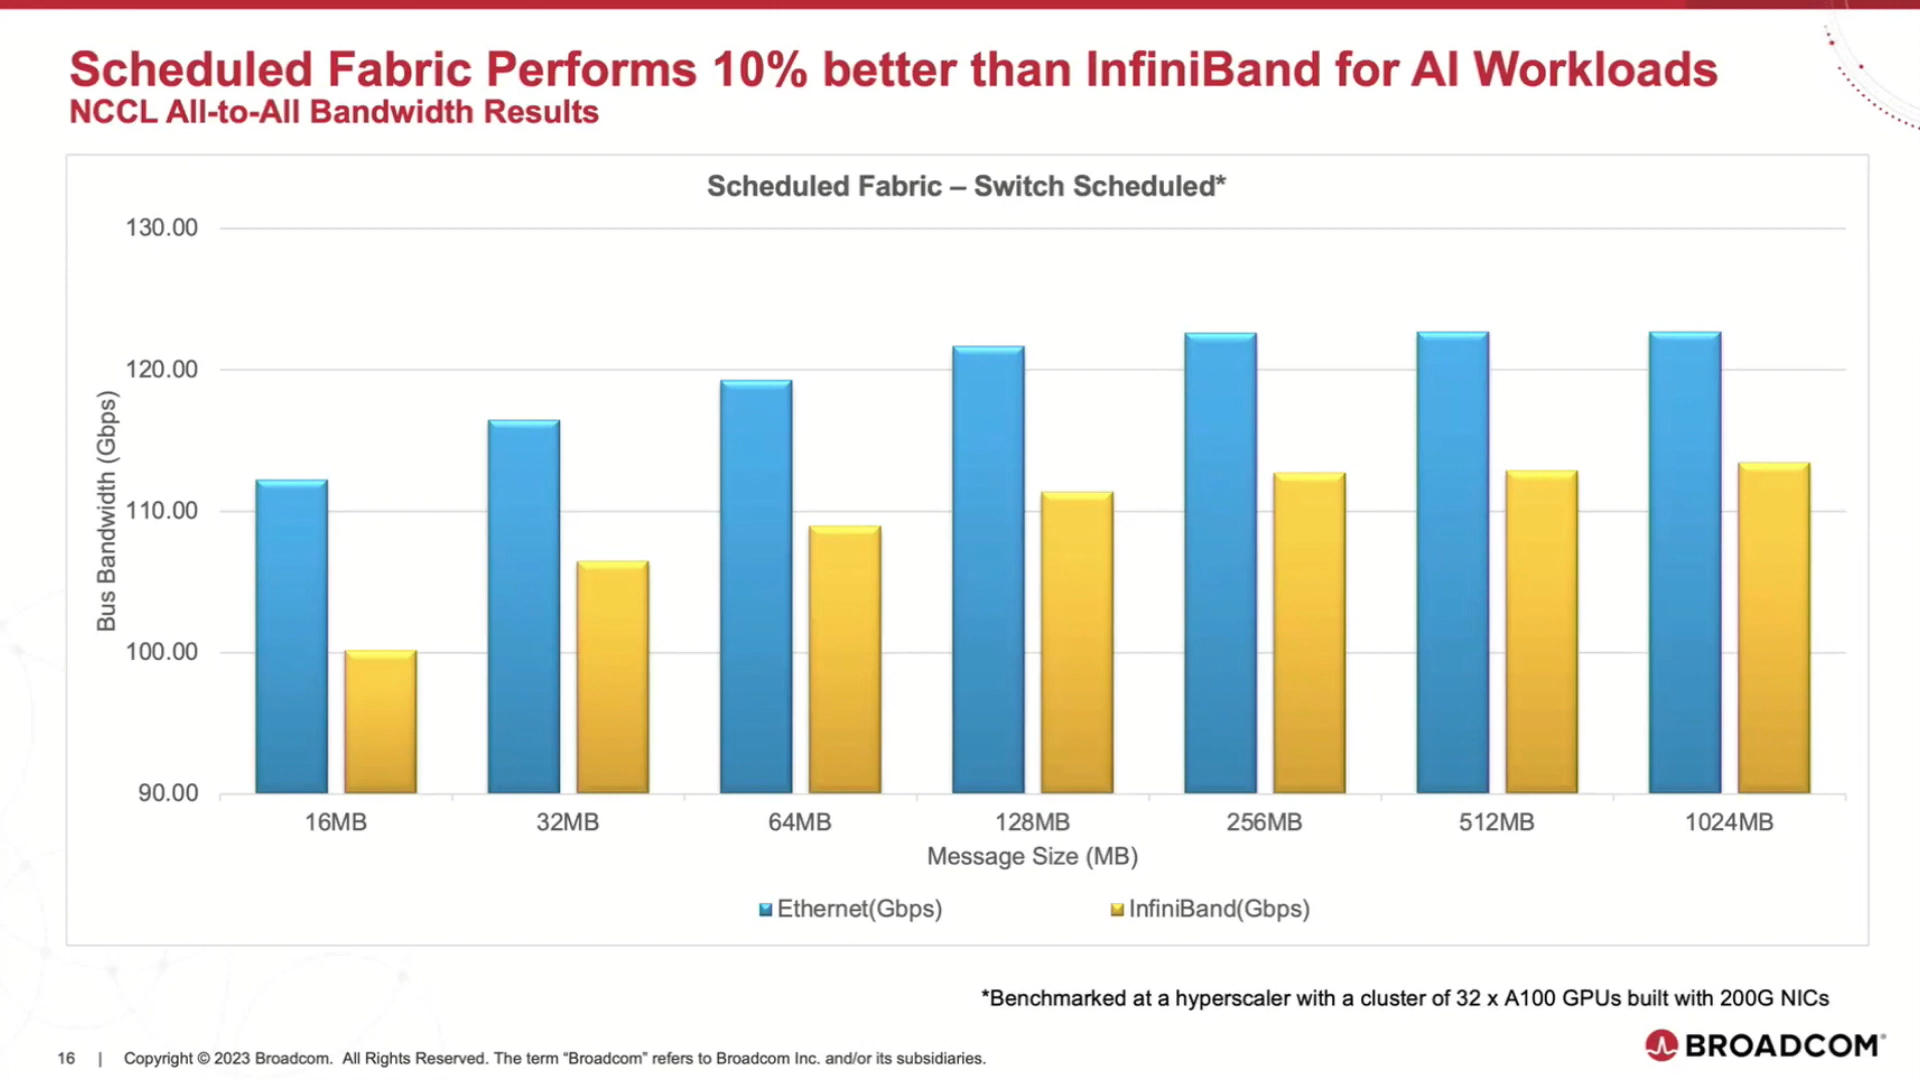 Scheduled Fabric Performs 10% better than InfiniBand for AI Workloads
NCCL All-to-All Bandwidth Results
Scheduled Fabric – Switch Scheduled*
130.00
120.00
110.00
100.00
90.00
Bus Bandwidth (Gbps)
16MB 32MB 64MB 128MB 256MB 512MB 1024MB
Message Size (MB)
Ethernet(Gbps) InfiniBand(Gbps)
*Benchmarked at a hyperscaler with a cluster of 32 x A100 GPUs built with 200G NICs
16 | Copyright © 2023 Broadcom. All Rights Reserved. The term “Broadcom” refers to Broadcom Inc. and/or its subsidiaries.
BROADCOM®